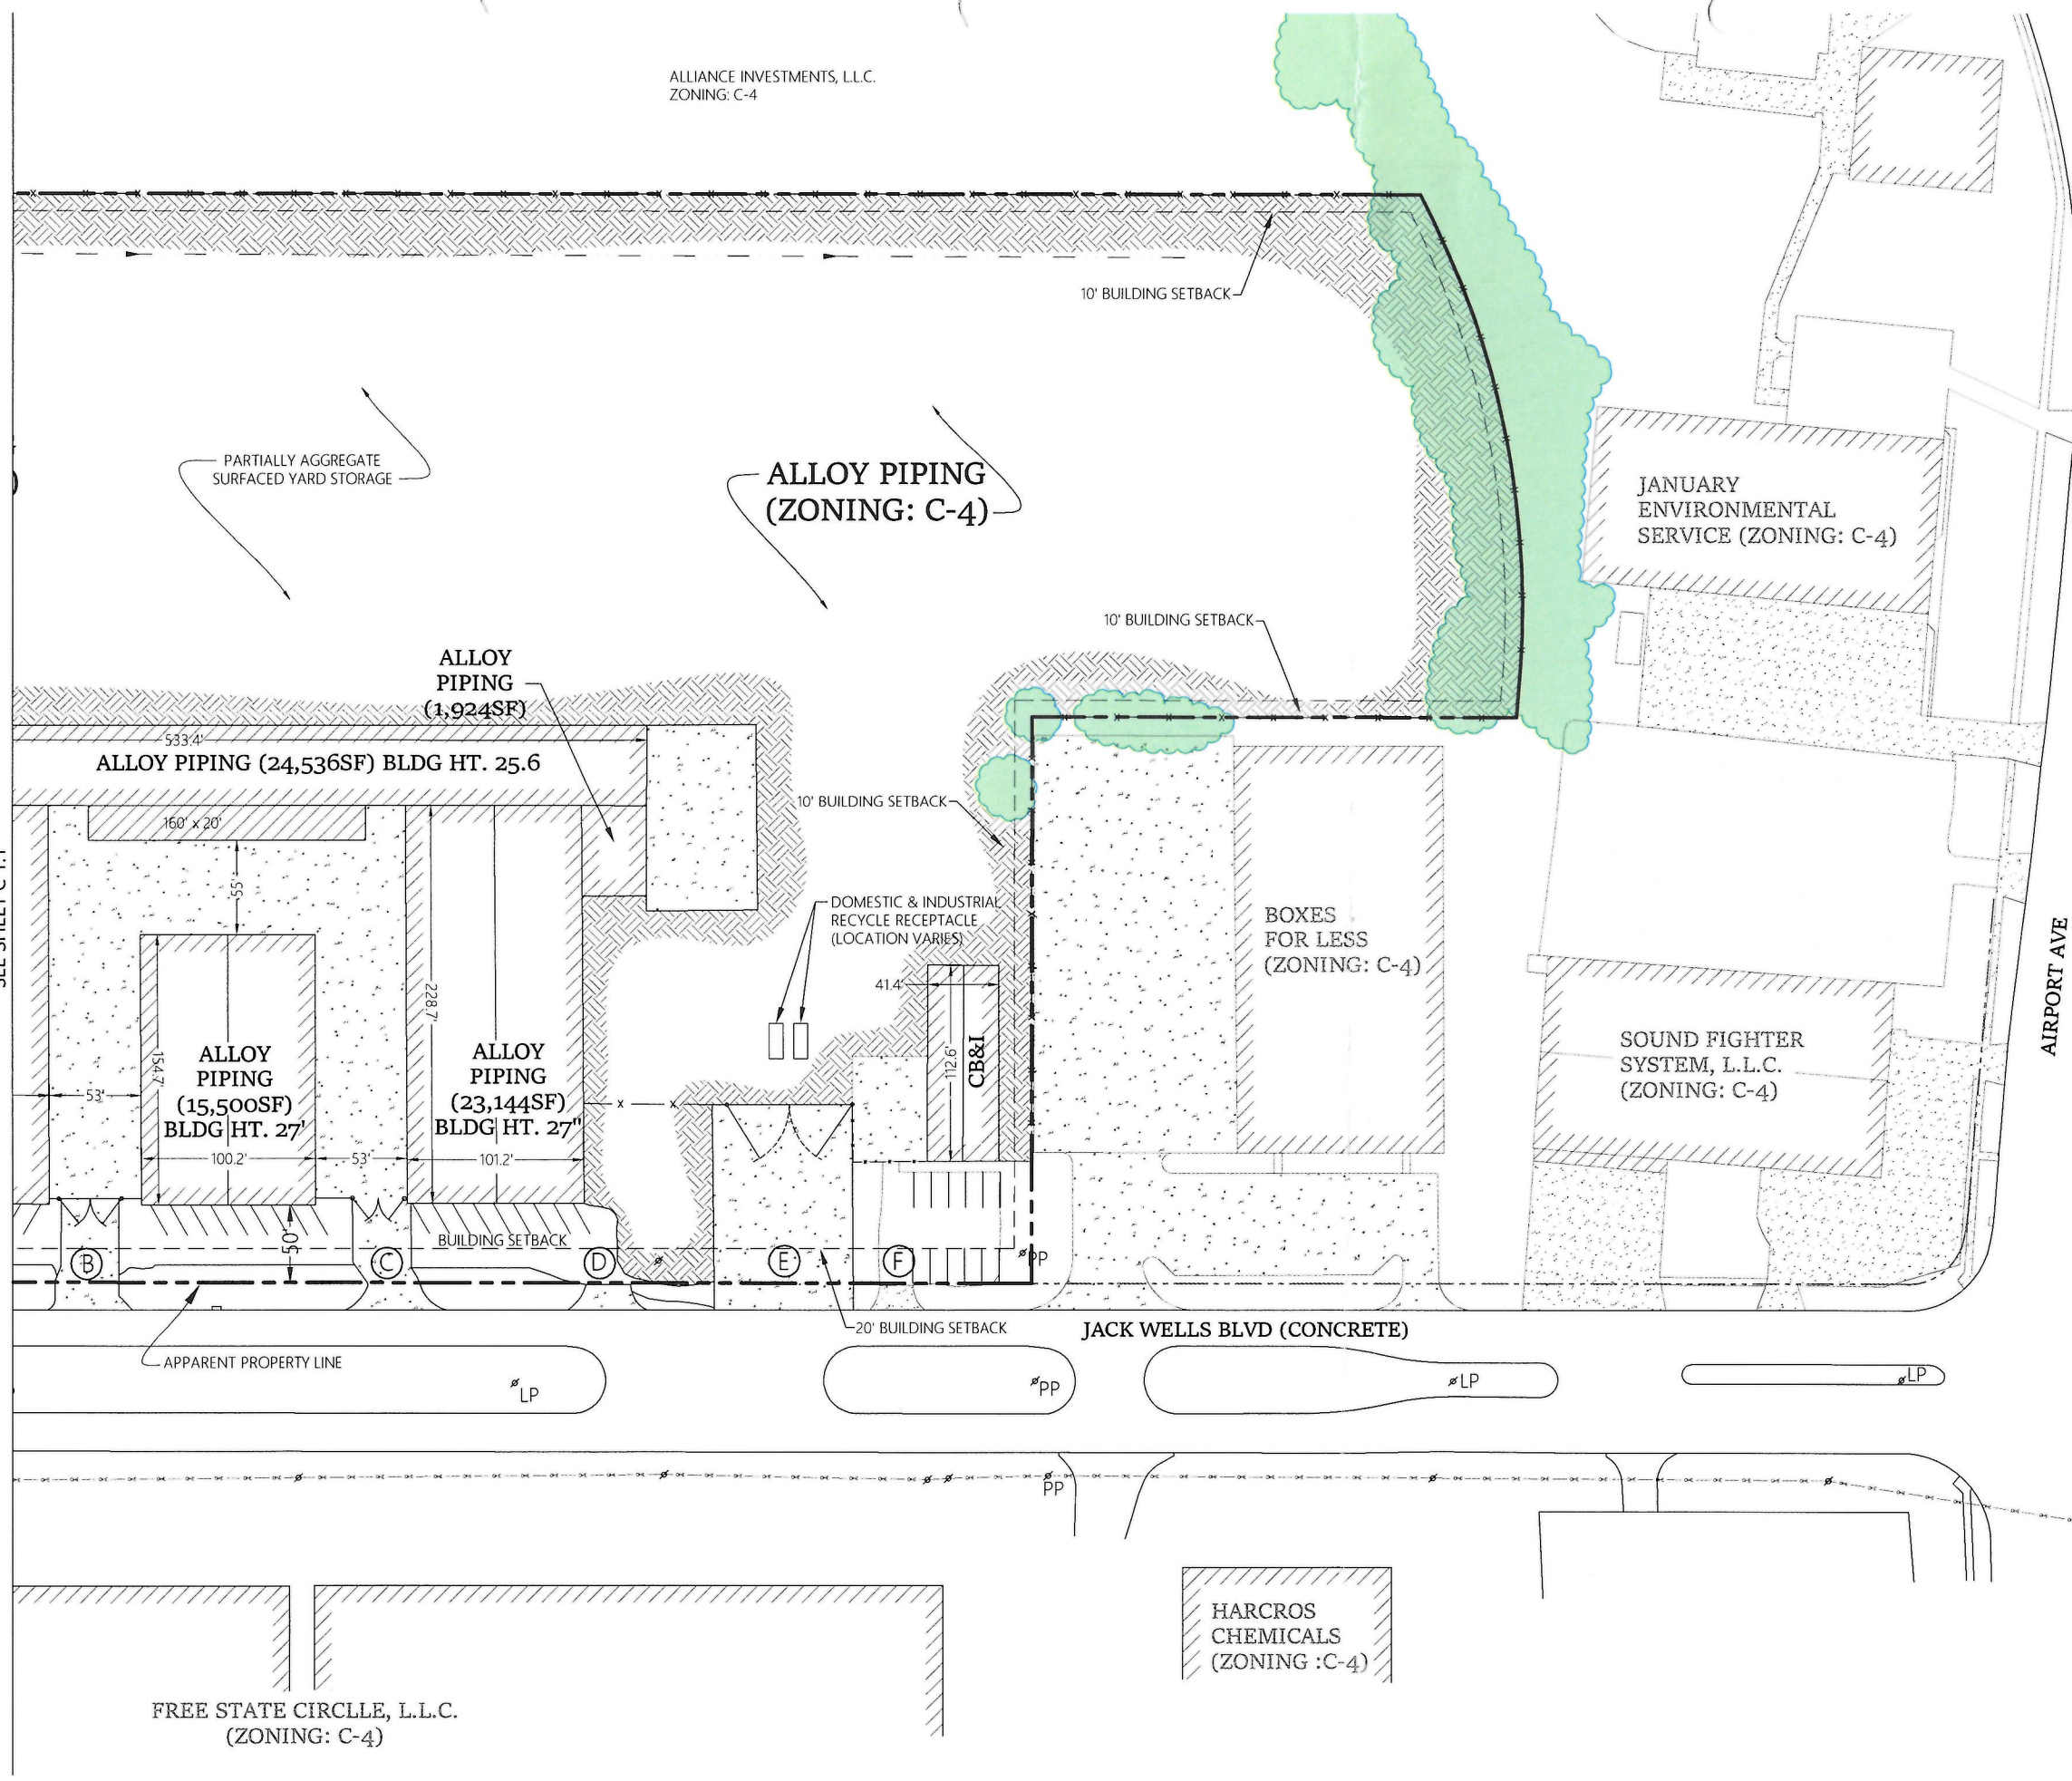 ALLIANCE INVESTMENTS, L.L.C.
ZONING: C-4
10' BUILDING SETBACK
PARTIALLY AGGREGATE
SURFACED YARD STORAGE
ALLOY PIPING
(ZONING: C-4)
JANUARY
ENVIRONMENTAL
SERVICE (ZONING: C-4)
10' BUILDING SETBACK
ALLOY
PIPING
(1,924SF)
533.4'
ALLOY PIPING (24,536SF) BLDG HT. 25.6
160' x 20'
10' BUILDING SETBACK
55'
DOMESTIC & INDUSTRIAL
RECYCLE RECEPTACLE
(LOCATION VARIES)
BOXES
FOR LESS
(ZONING: C-4)
41.4'
228.7'
112.6'
CB&I
154.7'
ALLOY
PIPING
(15,500SF)
BLDG HT. 27'
ALLOY
PIPING
(23,144SF)
BLDG HT. 27"
SOUND FIGHTER
SYSTEM, L.L.C.
(ZONING: C-4)
AIRPORT AVE
53'
100.2'
53'
101.2'
50'
BUILDING SETBACK
B
C
D
E
F
PP
20' BUILDING SETBACK
JACK WELLS BLVD (CONCRETE)
APPARENT PROPERTY LINE
LP
PP
LP
LP
PP
HARCROS
CHEMICALS
(ZONING :C-4)
FREE STATE CIRCLLE, L.L.C.
(ZONING: C-4)